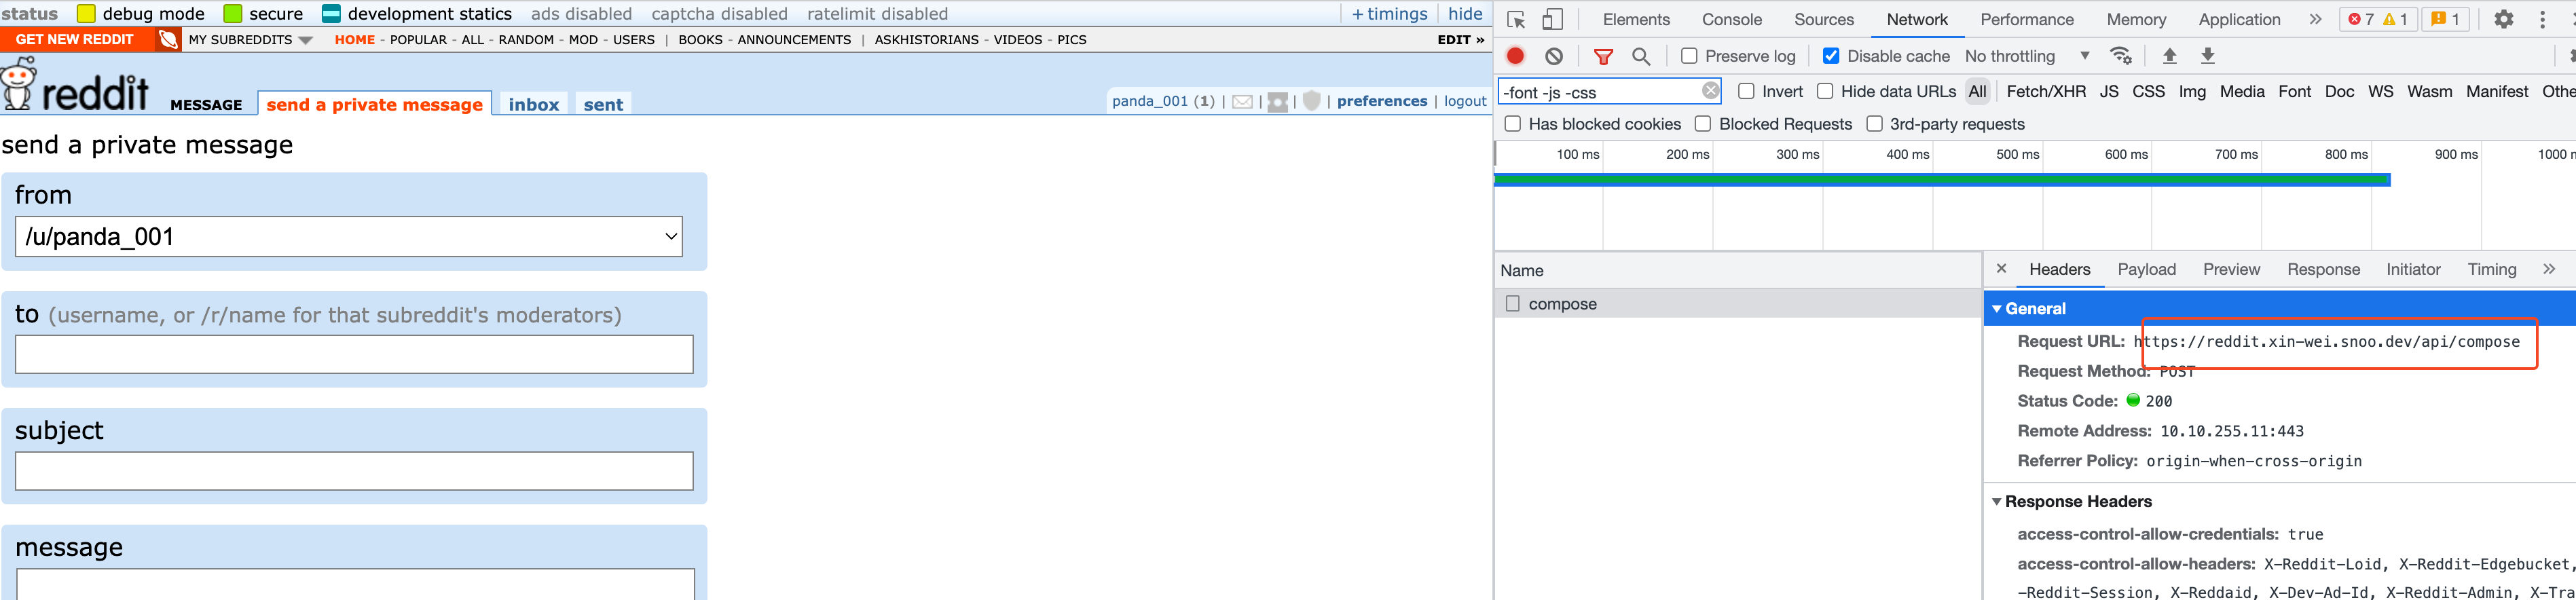 status debug mode secure development statics ads disabled captcha disabled ratelimit disabled + timings hide
GET NEW REDDIT MY SUBREDDITS HOME - POPULAR - ALL - RANDOM - MOD - USERS | BOOKS - ANNOUNCEMENTS | ASKHISTORIANS - VIDEOS - PICS EDIT »
reddit MESSAGE send a private message inbox sent panda_001 (1) | | | | preferences | logout
send a private message
from
/u/panda_001
to (username, or /r/name for that subreddit's moderators)
subject
message
Elements Console Sources Network Performance Memory Application » 7 1 1
Preserve log Disable cache No throttling
-font -js -css Invert Hide data URLs All Fetch/XHR JS CSS Img Media Font Doc WS Wasm Manifest Othe
Has blocked cookies Blocked Requests 3rd-party requests
100 ms 200 ms 300 ms 400 ms 500 ms 600 ms 700 ms 800 ms 900 ms 1000 m
Name
compose
× Headers Payload Preview Response Initiator Timing »
General
Request URL: https://reddit.xin-wei.snoo.dev/api/compose
Request Method: POST
Status Code: 200
Remote Address: 10.10.255.11:443
Referrer Policy: origin-when-cross-origin
Response Headers
access-control-allow-credentials: true
access-control-allow-headers: X-Reddit-Loid, X-Reddit-Edgebucket,
-Reddit-Session, X-Reddaid, X-Dev-Ad-Id, X-Reddit-Admin, X-Tra